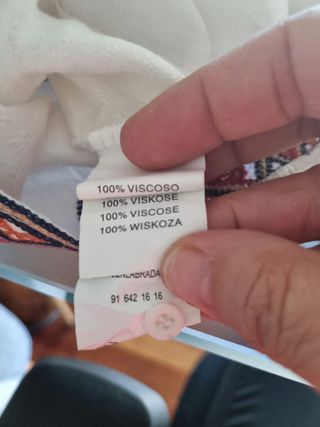 100% VISCOSO
100% VISKOSE
100% VISCOSE
100% WISKOZA
91 642 16 16